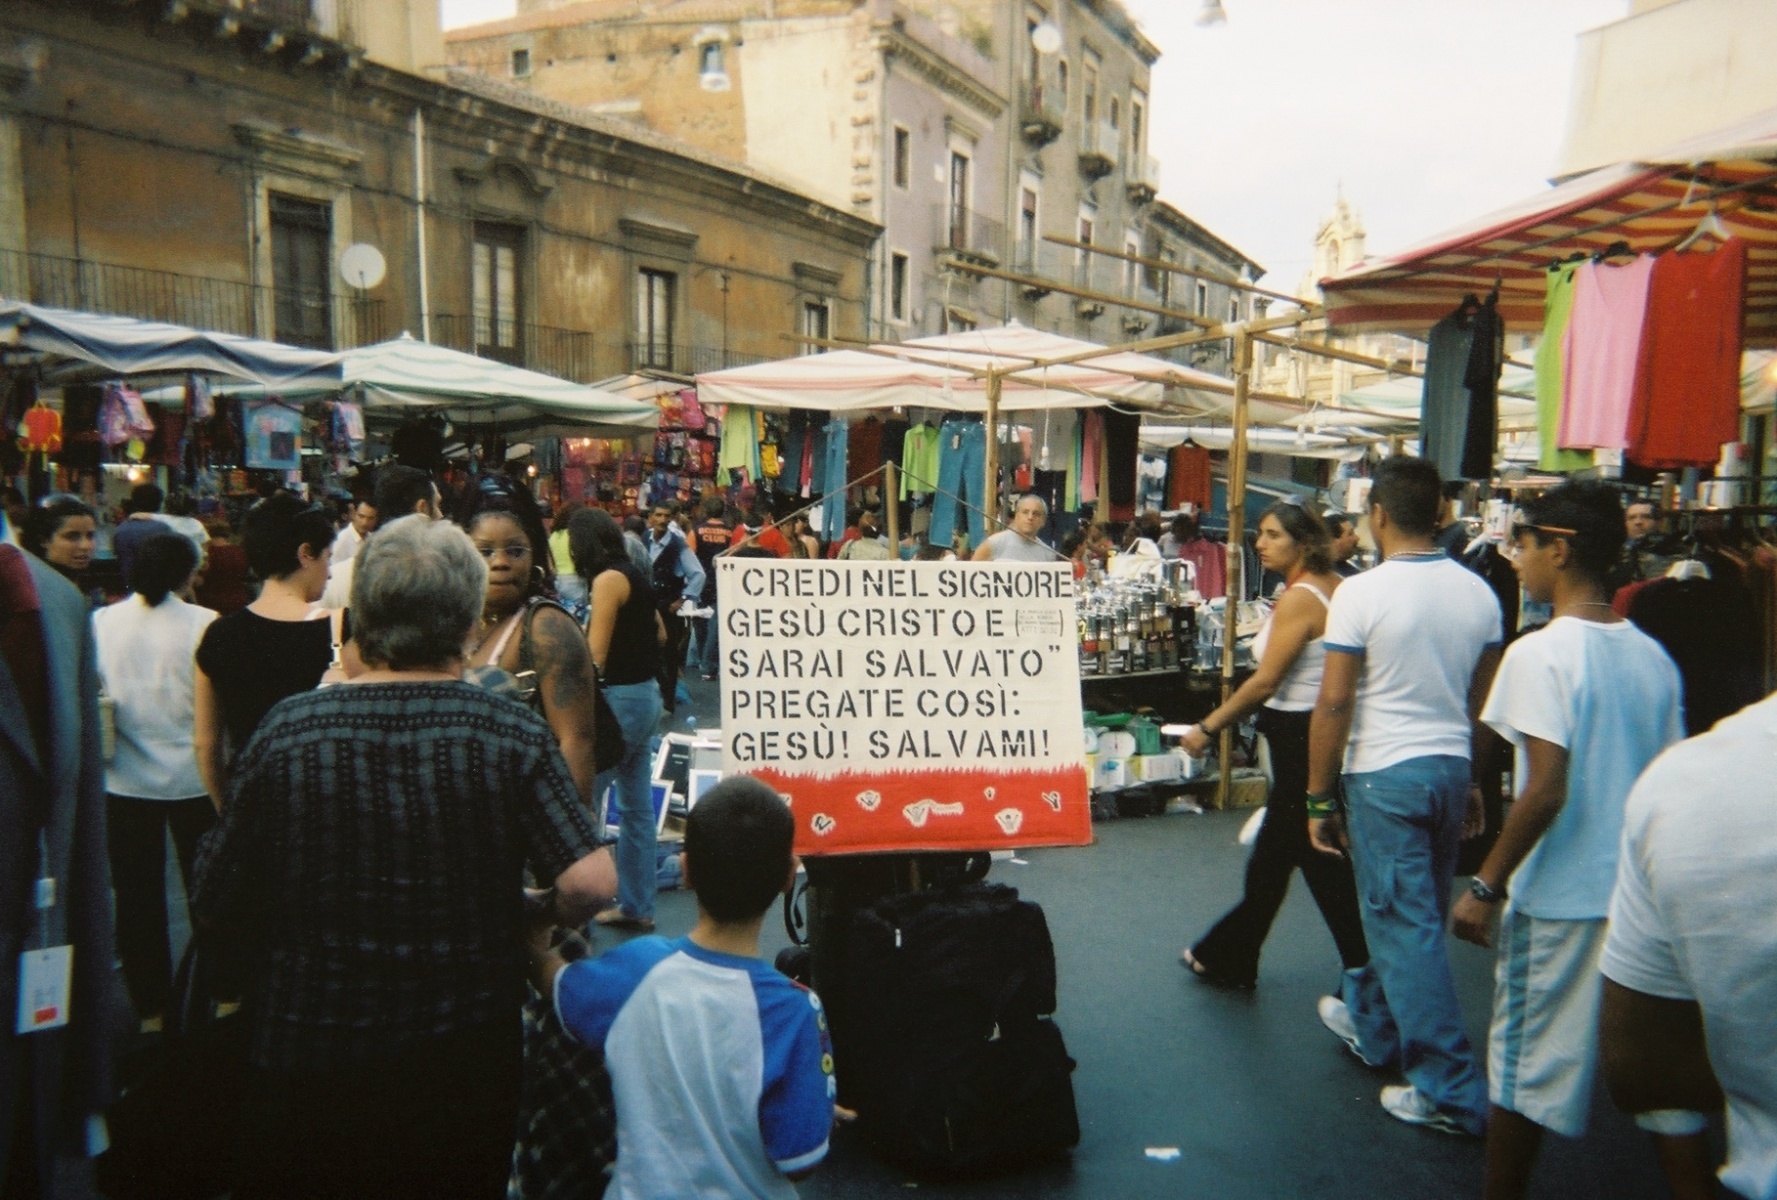 " CREDI NEL SIGNORE
GESÙ CRISTO E
SARAI SALVATO"
PREGATE COSÌ:
GESÙ! SALVAMI!